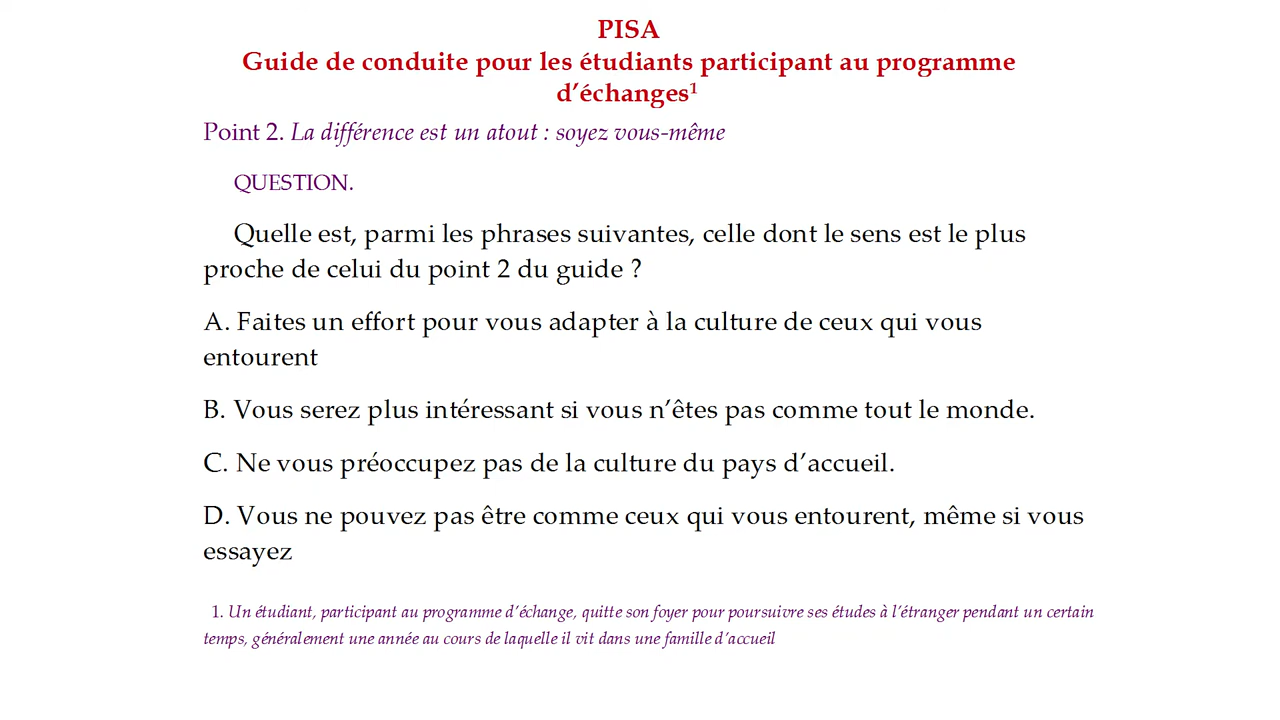 PISA
Guide de conduite pour les étudiants participant au programme
d’échanges¹
Point 2. La différence est un atout : soyez vous-même
QUESTION.
Quelle est, parmi les phrases suivantes, celle dont le sens est le plus
proche de celui du point 2 du guide ?
A. Faites un effort pour vous adapter à la culture de ceux qui vous
entourent
B. Vous serez plus intéressant si vous n’êtes pas comme tout le monde.
C. Ne vous préoccupez pas de la culture du pays d’accueil.
D. Vous ne pouvez pas être comme ceux qui vous entourent, même si vous
essayez
1. Un étudiant, participant au programme d’échange, quitte son foyer pour poursuivre ses études à l’étranger pendant un certain
temps, généralement une année au cours de laquelle il vit dans une famille d’accueil